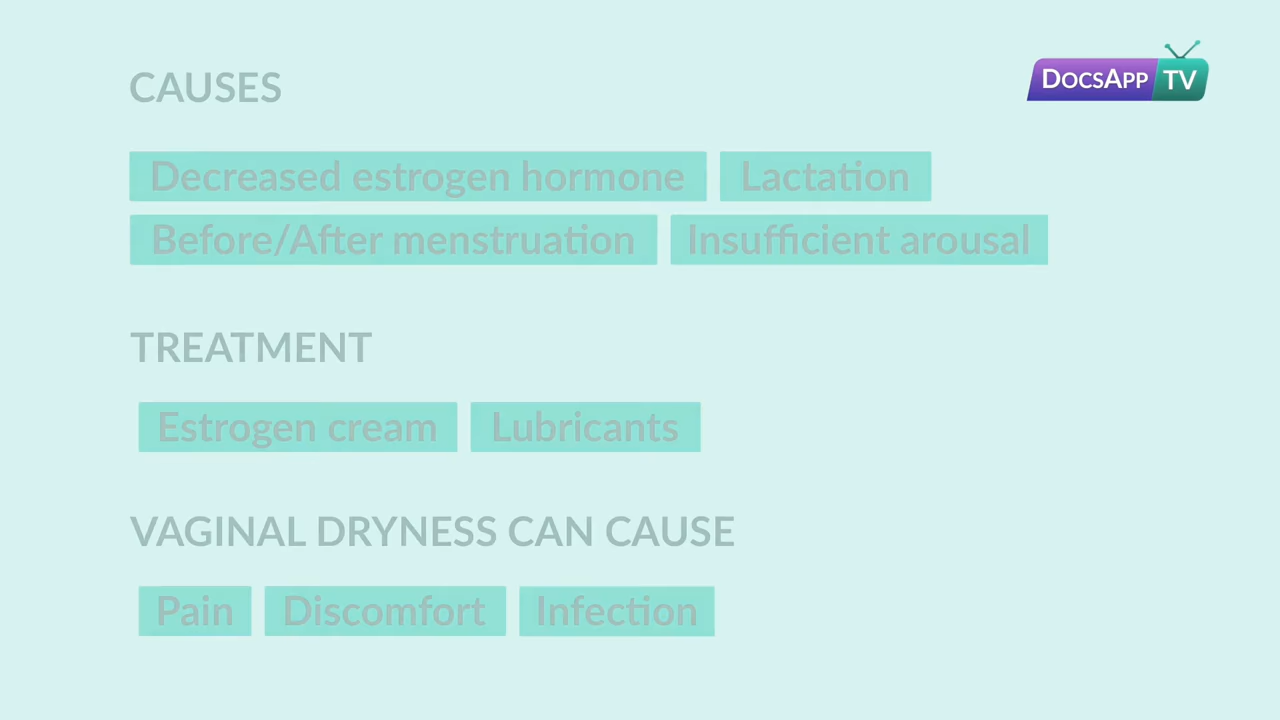 DOCSAPP TV
CAUSES
Decreased estrogen hormone Lactation
Before/After menstruation Insufficient arousal
TREATMENT
Estrogen cream Lubricants
VAGINAL DRYNESS CAN CAUSE
Pain Discomfort Infection